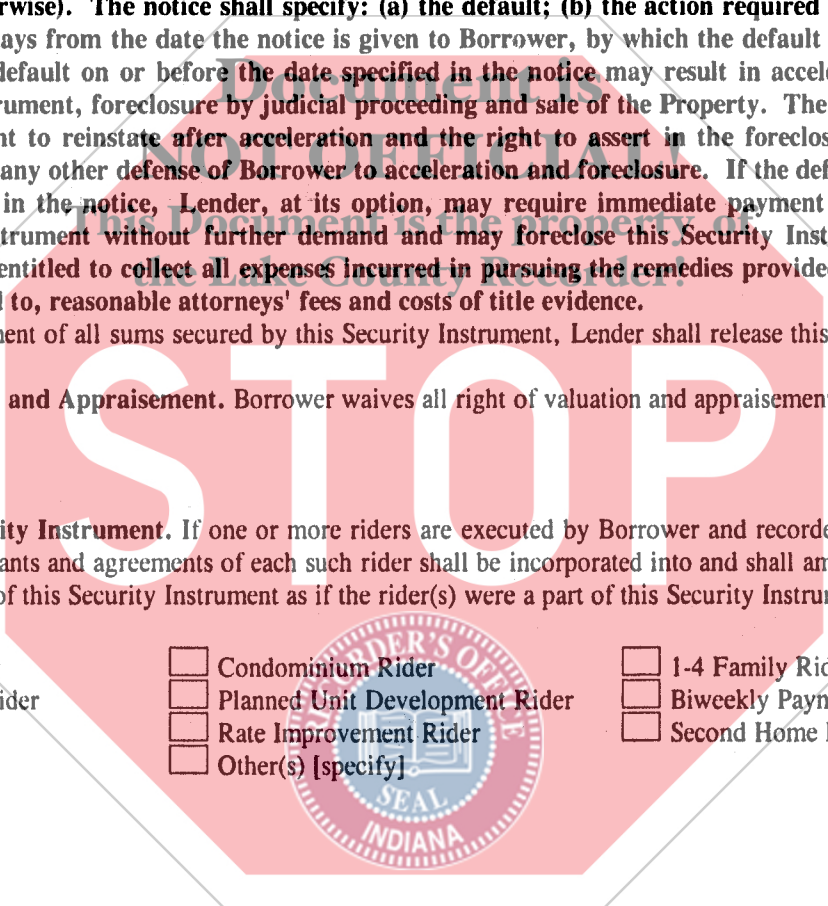 rwise). The notice shall specify: (a) the default; (b) the action required
ays from the date the notice is given to Borrower, by which the default
default on or before the date specified in the notice may result in accel
rument, foreclosure by judicial proceeding and sale of the Property. The
nt to reinstate after acceleration and the right to assert in the foreclos
any other defense of Borrower to acceleration and foreclosure. If the def
in the notice, Lender, at its option, may require immediate payment
trument without further demand and may foreclose this Security Inst
entitled to collect all expenses incurred in pursuing the remedies provide
to, reasonable attorneys' fees and costs of title evidence.
ment of all sums secured by this Security Instrument, Lender shall release this
and Appraisement. Borrower waives all right of valuation and appraisemen
ity Instrument. If one or more riders are executed by Borrower and recorde
ants and agreements of each such rider shall be incorporated into and shall am
of this Security Instrument as if the rider(s) were a part of this Security Instru
Condominium Rider 1-4 Family Rid
ider Planned Unit Development Rider Biweekly Payn
Rate Improvement Rider Second Home
Other(s) [specify]
Document is
NOT OFFICIAL
This Document is the property of
the Lake County Recorder!
STOP
RECORDER'S OFFICE
SEAL
INDIANA